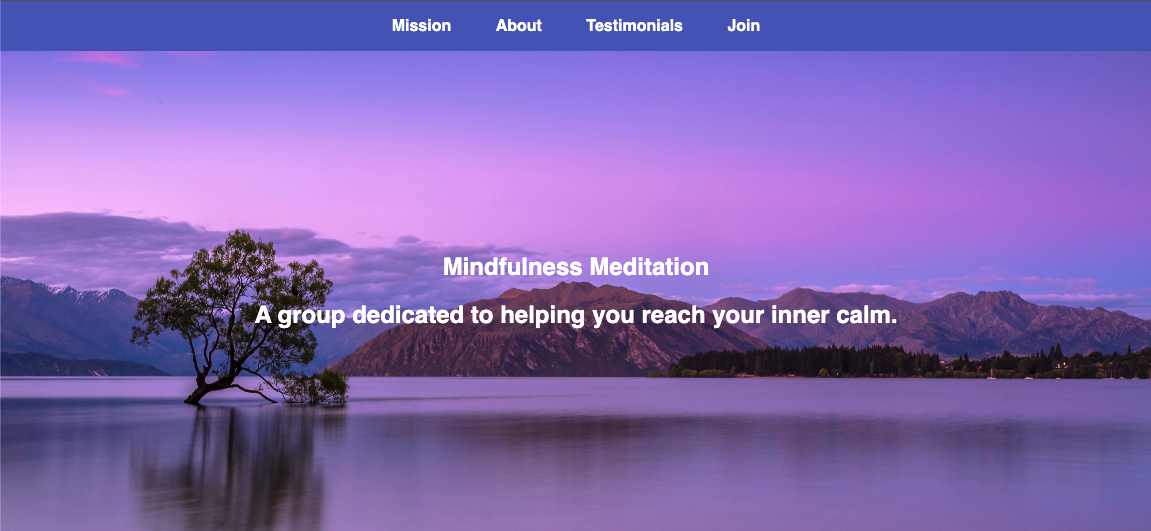 Mission About Testimonials Join
Mindfulness Meditation
A group dedicated to helping you reach your inner calm.